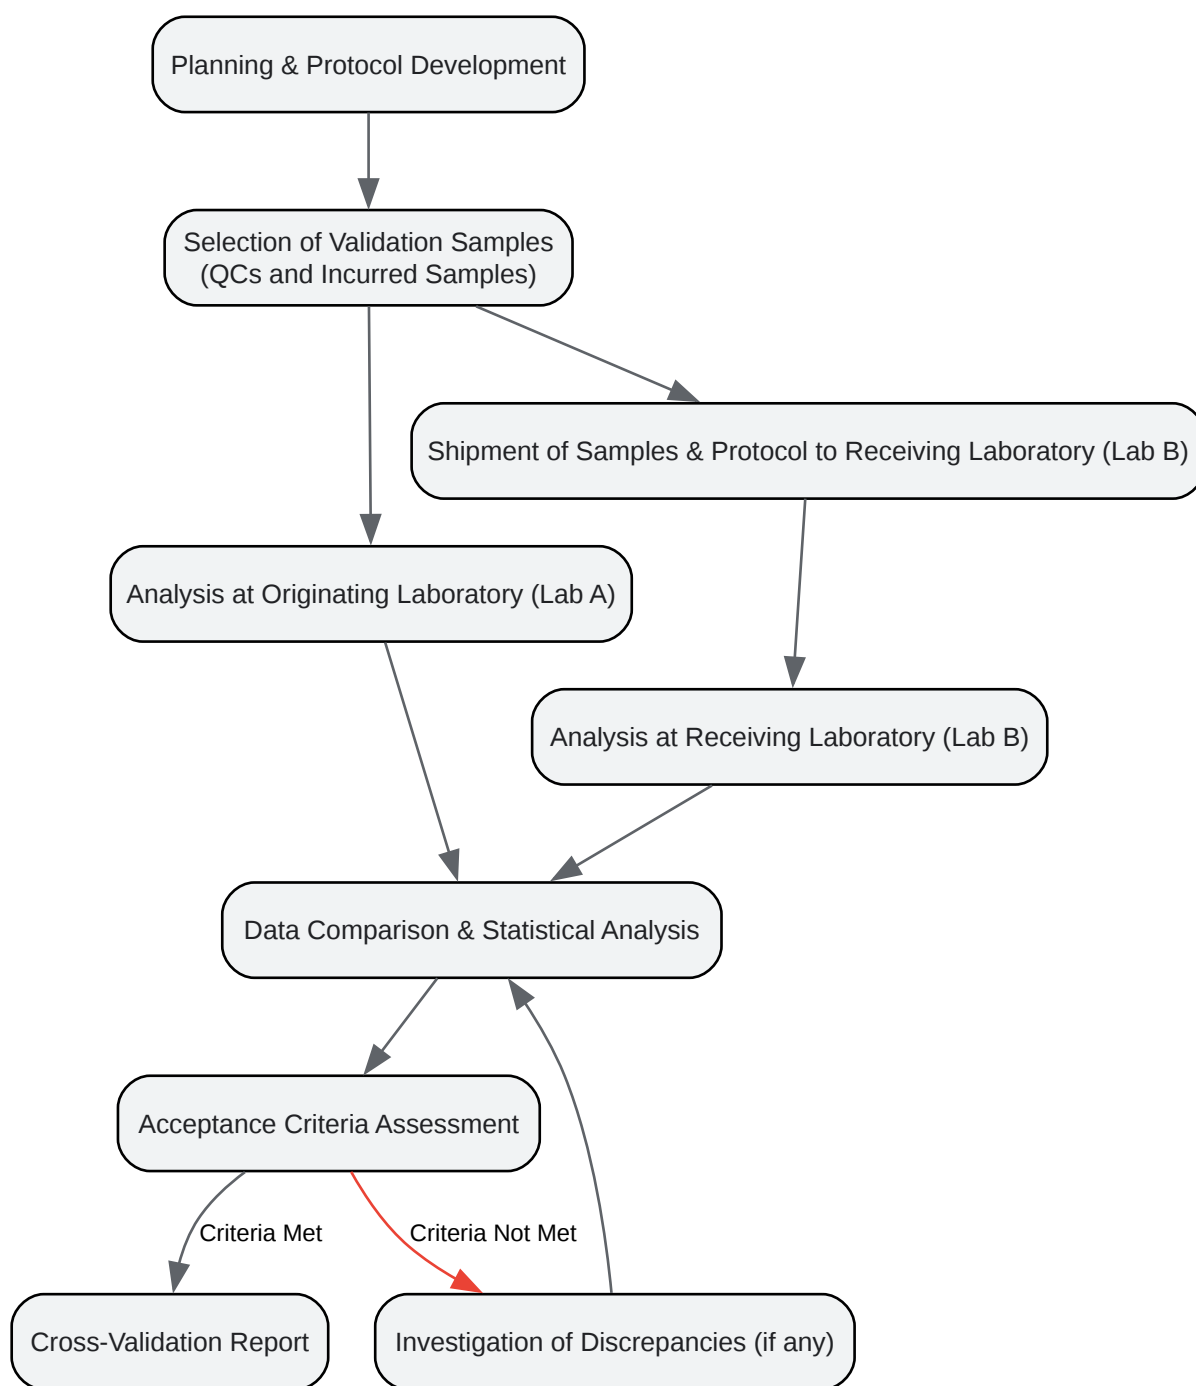 Planning & Protocol Development
Selection of Validation Samples
(QCs and Incurred Samples)
Shipment of Samples & Protocol to Receiving Laboratory (Lab B)
Analysis at Originating Laboratory (Lab A)
Analysis at Receiving Laboratory (Lab B)
Data Comparison & Statistical Analysis
Acceptance Criteria Assessment
Criteria Met
Criteria Not Met
Cross-Validation Report
Investigation of Discrepancies (if any)